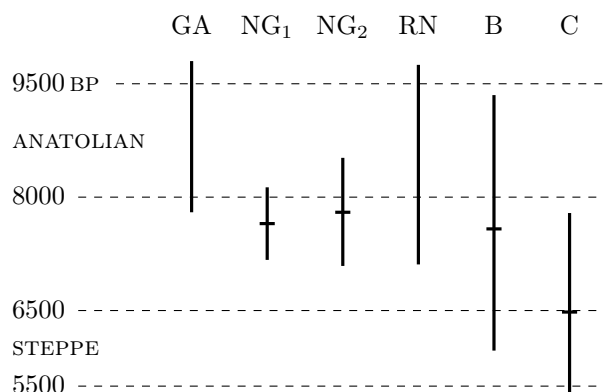 GA NG₁ NG₂ RN B C
9500 BP
ANATOLIAN
8000
6500
STEPPE
5500